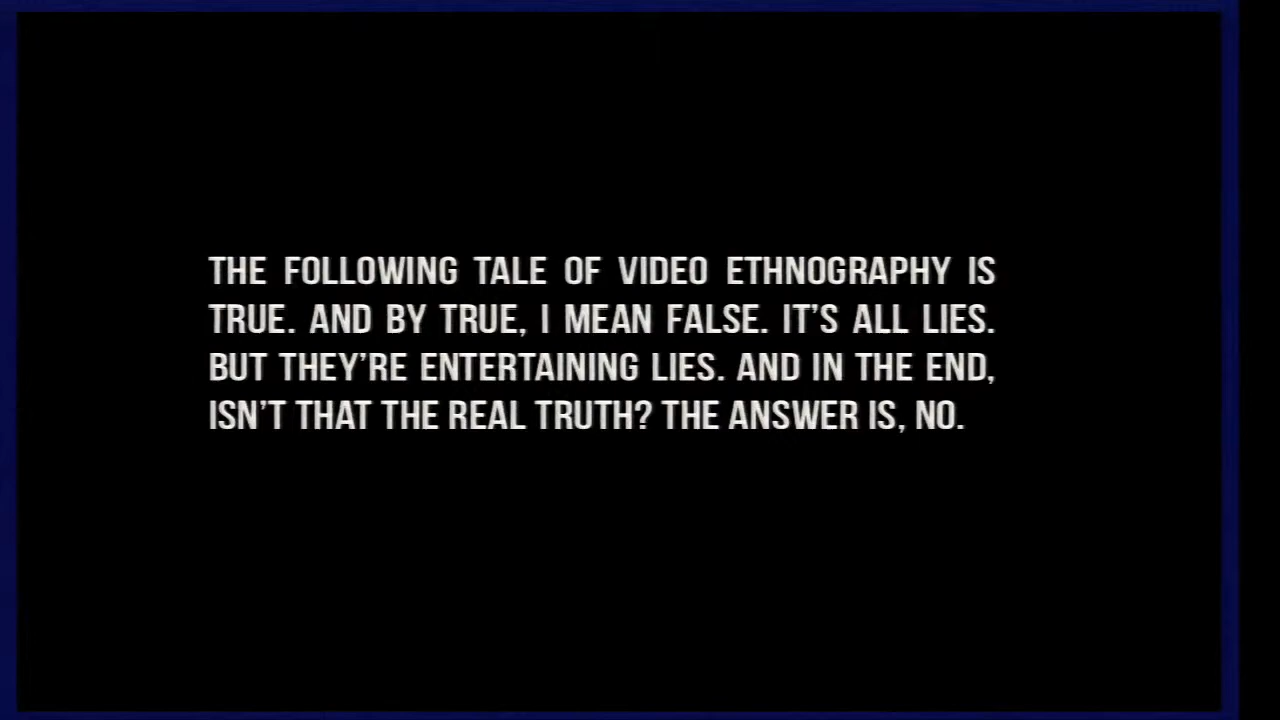 THE FOLLOWING TALE OF VIDEO ETHNOGRAPHY IS
TRUE. AND BY TRUE, I MEAN FALSE. IT'S ALL LIES.
BUT THEY'RE ENTERTAINING LIES. AND IN THE END,
ISN'T THAT THE REAL TRUTH? THE ANSWER IS, NO.